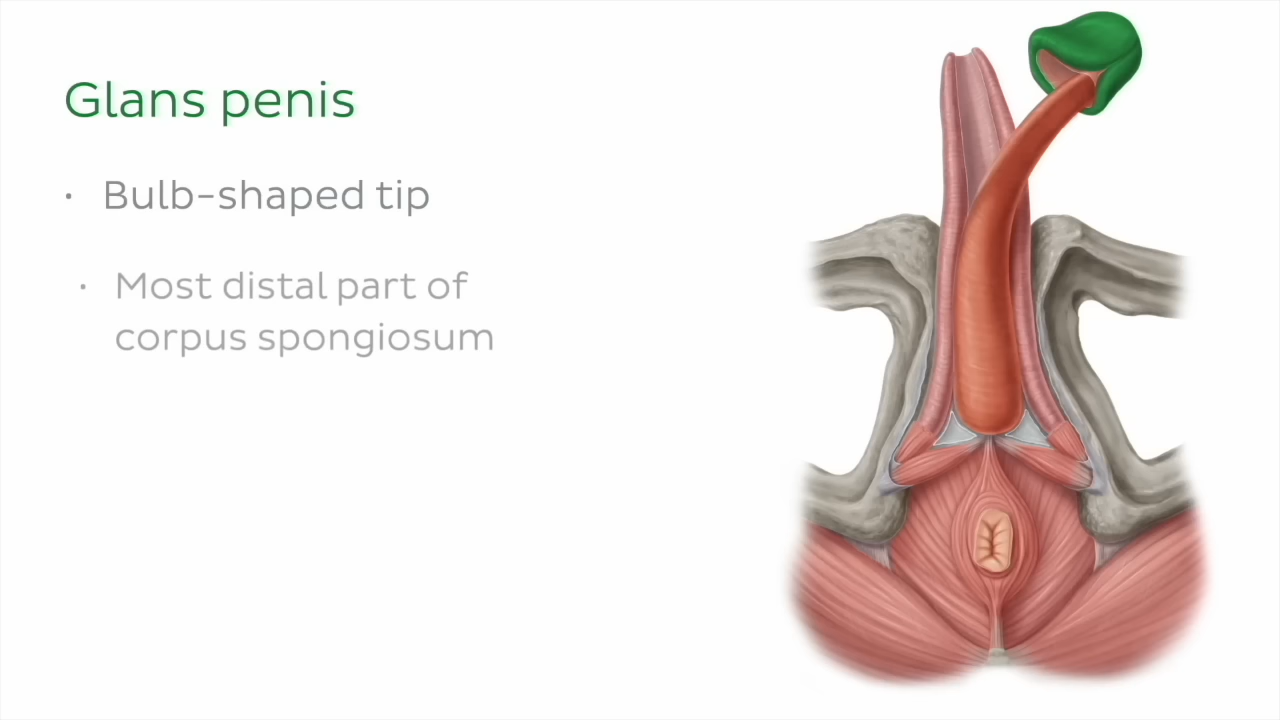 Glans penis
· Bulb-shaped tip
· Most distal part of
corpus spongiosum